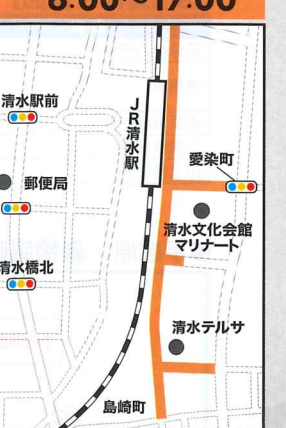 8:00〜17:00
清水駅前
JR清水駅
愛染町
郵便局
清水文化会館
マリナート
清水橋北
清水テルサ
島崎町